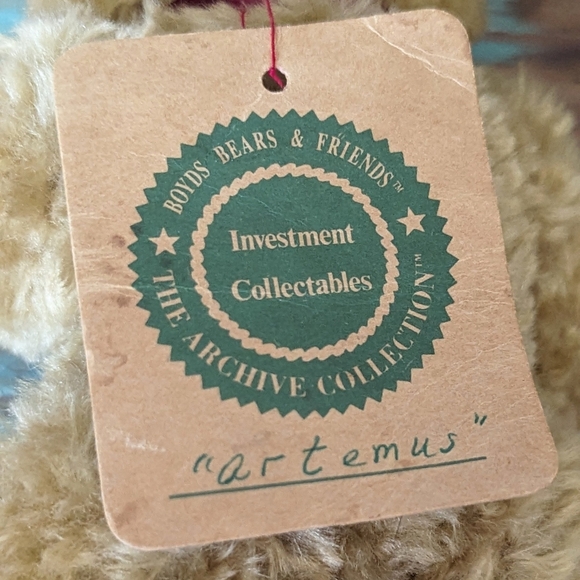 BOYDS BEARS & FRIENDS™
Investment
Collectables
THE ARCHIVE COLLECTION™
"artemus"